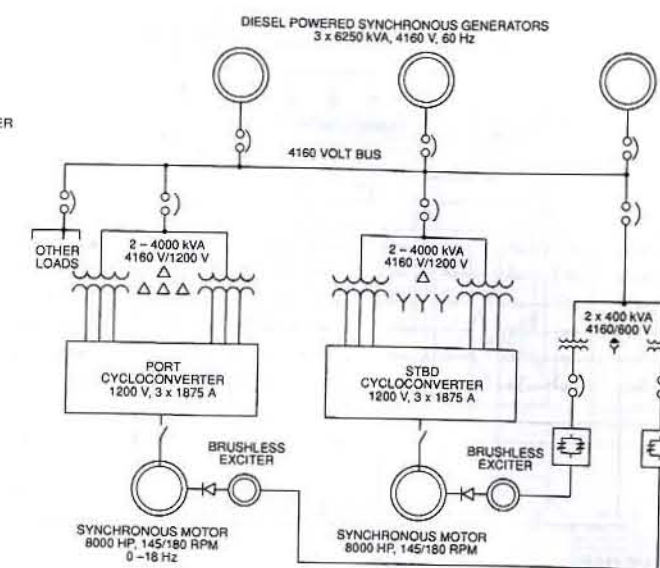 DIESEL POWERED SYNCHRONOUS GENERATORS
3 x 6250 kVA, 4160 V, 60 Hz
ER
4160 VOLT BUS
OTHER
LOADS
2 – 4000 kVA
4160 V/1200 V
2 – 4000 kVA
4160 V/1200 V
2 x 400 kVA
4160/600 V
PORT
CYCLOCONVERTER
1200 V, 3 x 1875 A
STBD
CYCLOCONVERTER
1200 V, 3 x 1875 A
BRUSHLESS
EXCITER
BRUSHLESS
EXCITER
SYNCHRONOUS MOTOR
8000 HP, 145/180 RPM
0 –18 Hz
SYNCHRONOUS MOTOR
8000 HP, 145/180 RPM